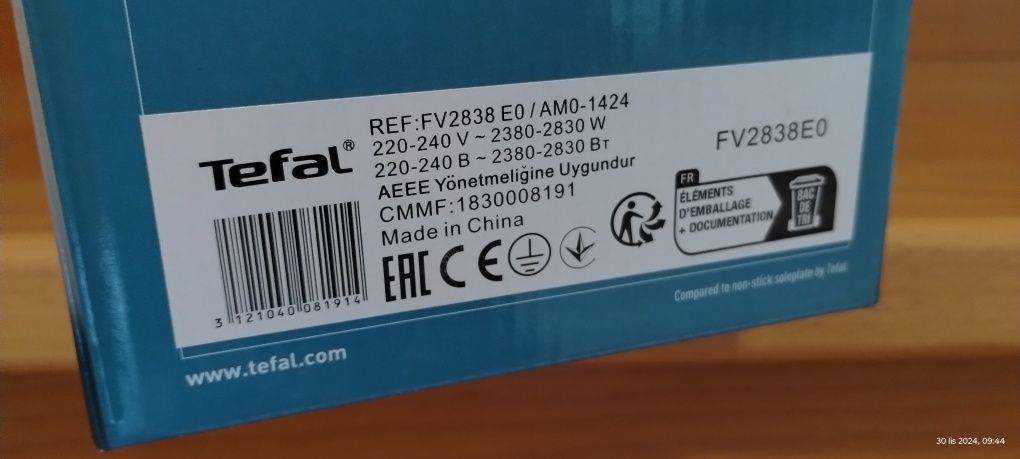 Tefal®
REF:FV2838 E0 / AM0-1424
220-240 V ~ 2380-2830 W
220-240 В ~ 2380-2830 Вт
AEEE Yönetmeliğine Uygundur
CMMF:1830008191
Made in China
EAC CE
3 121040 081914
FV2838E0
FR
ÉLÉMENTS
D'EMBALLAGE
+ DOCUMENTATION
BAC
DE
TRI
Compared to non-stick soleplate by Tefal
www.tefal.com
30 lis 2024, 09:44